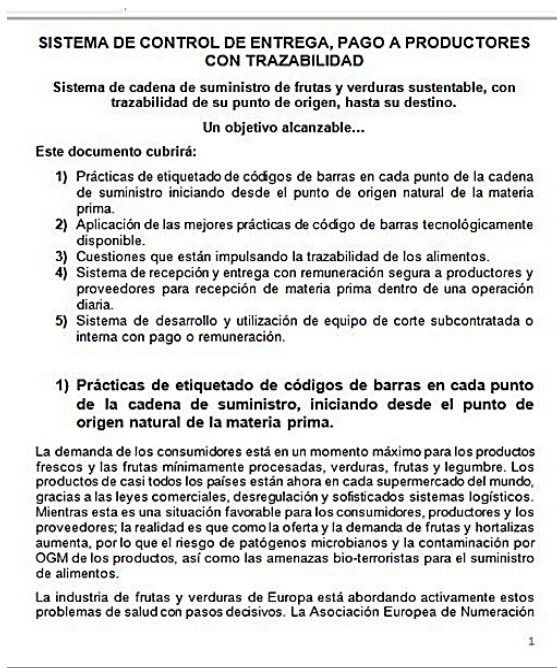 SISTEMA DE CONTROL DE ENTREGA, PAGO A PRODUCTORES
CON TRAZABILIDAD
Sistema de cadena de suministro de frutas y verduras sustentable, con
trazabilidad de su punto de origen, hasta su destino.
Un objetivo alcanzable...
Este documento cubrirá:
1) Prácticas de etiquetado de códigos de barras en cada punto de la cadena
de suministro iniciando desde el punto de origen natural de la materia
prima.
2) Aplicación de las mejores prácticas de código de barras tecnológicamente
disponible.
3) Cuestiones que están impulsando la trazabilidad de los alimentos.
4) Sistema de recepción y entrega con remuneración segura a productores y
proveedores para recepción de materia prima dentro de una operación
diaria.
5) Sistema de desarrollo y utilización de equipo de corte subcontratada o
interna con pago o remuneración.
1) Prácticas de etiquetado de códigos de barras en cada punto
de la cadena de suministro, iniciando desde el punto de
origen natural de la materia prima.
La demanda de los consumidores está en un momento máximo para los productos
frescos y las frutas mínimamente procesadas, verduras, frutas y legumbre. Los
productos de casi todos los países están ahora en cada supermercado del mundo,
gracias a las leyes comerciales, desregulación y sofisticados sistemas logísticos.
Mientras esta es una situación favorable para los consumidores, productores y los
proveedores; la realidad es que como la oferta y la demanda de frutas y hortalizas
aumenta, por lo que el riesgo de patógenos microbianos y la contaminación por
OGM de los productos, así como las amenazas bio-terroristas para el suministro
de alimentos.
La industria de frutas y verduras de Europa está abordando activamente estos
problemas de salud con pasos decisivos. La Asociación Europea de Numeración
1